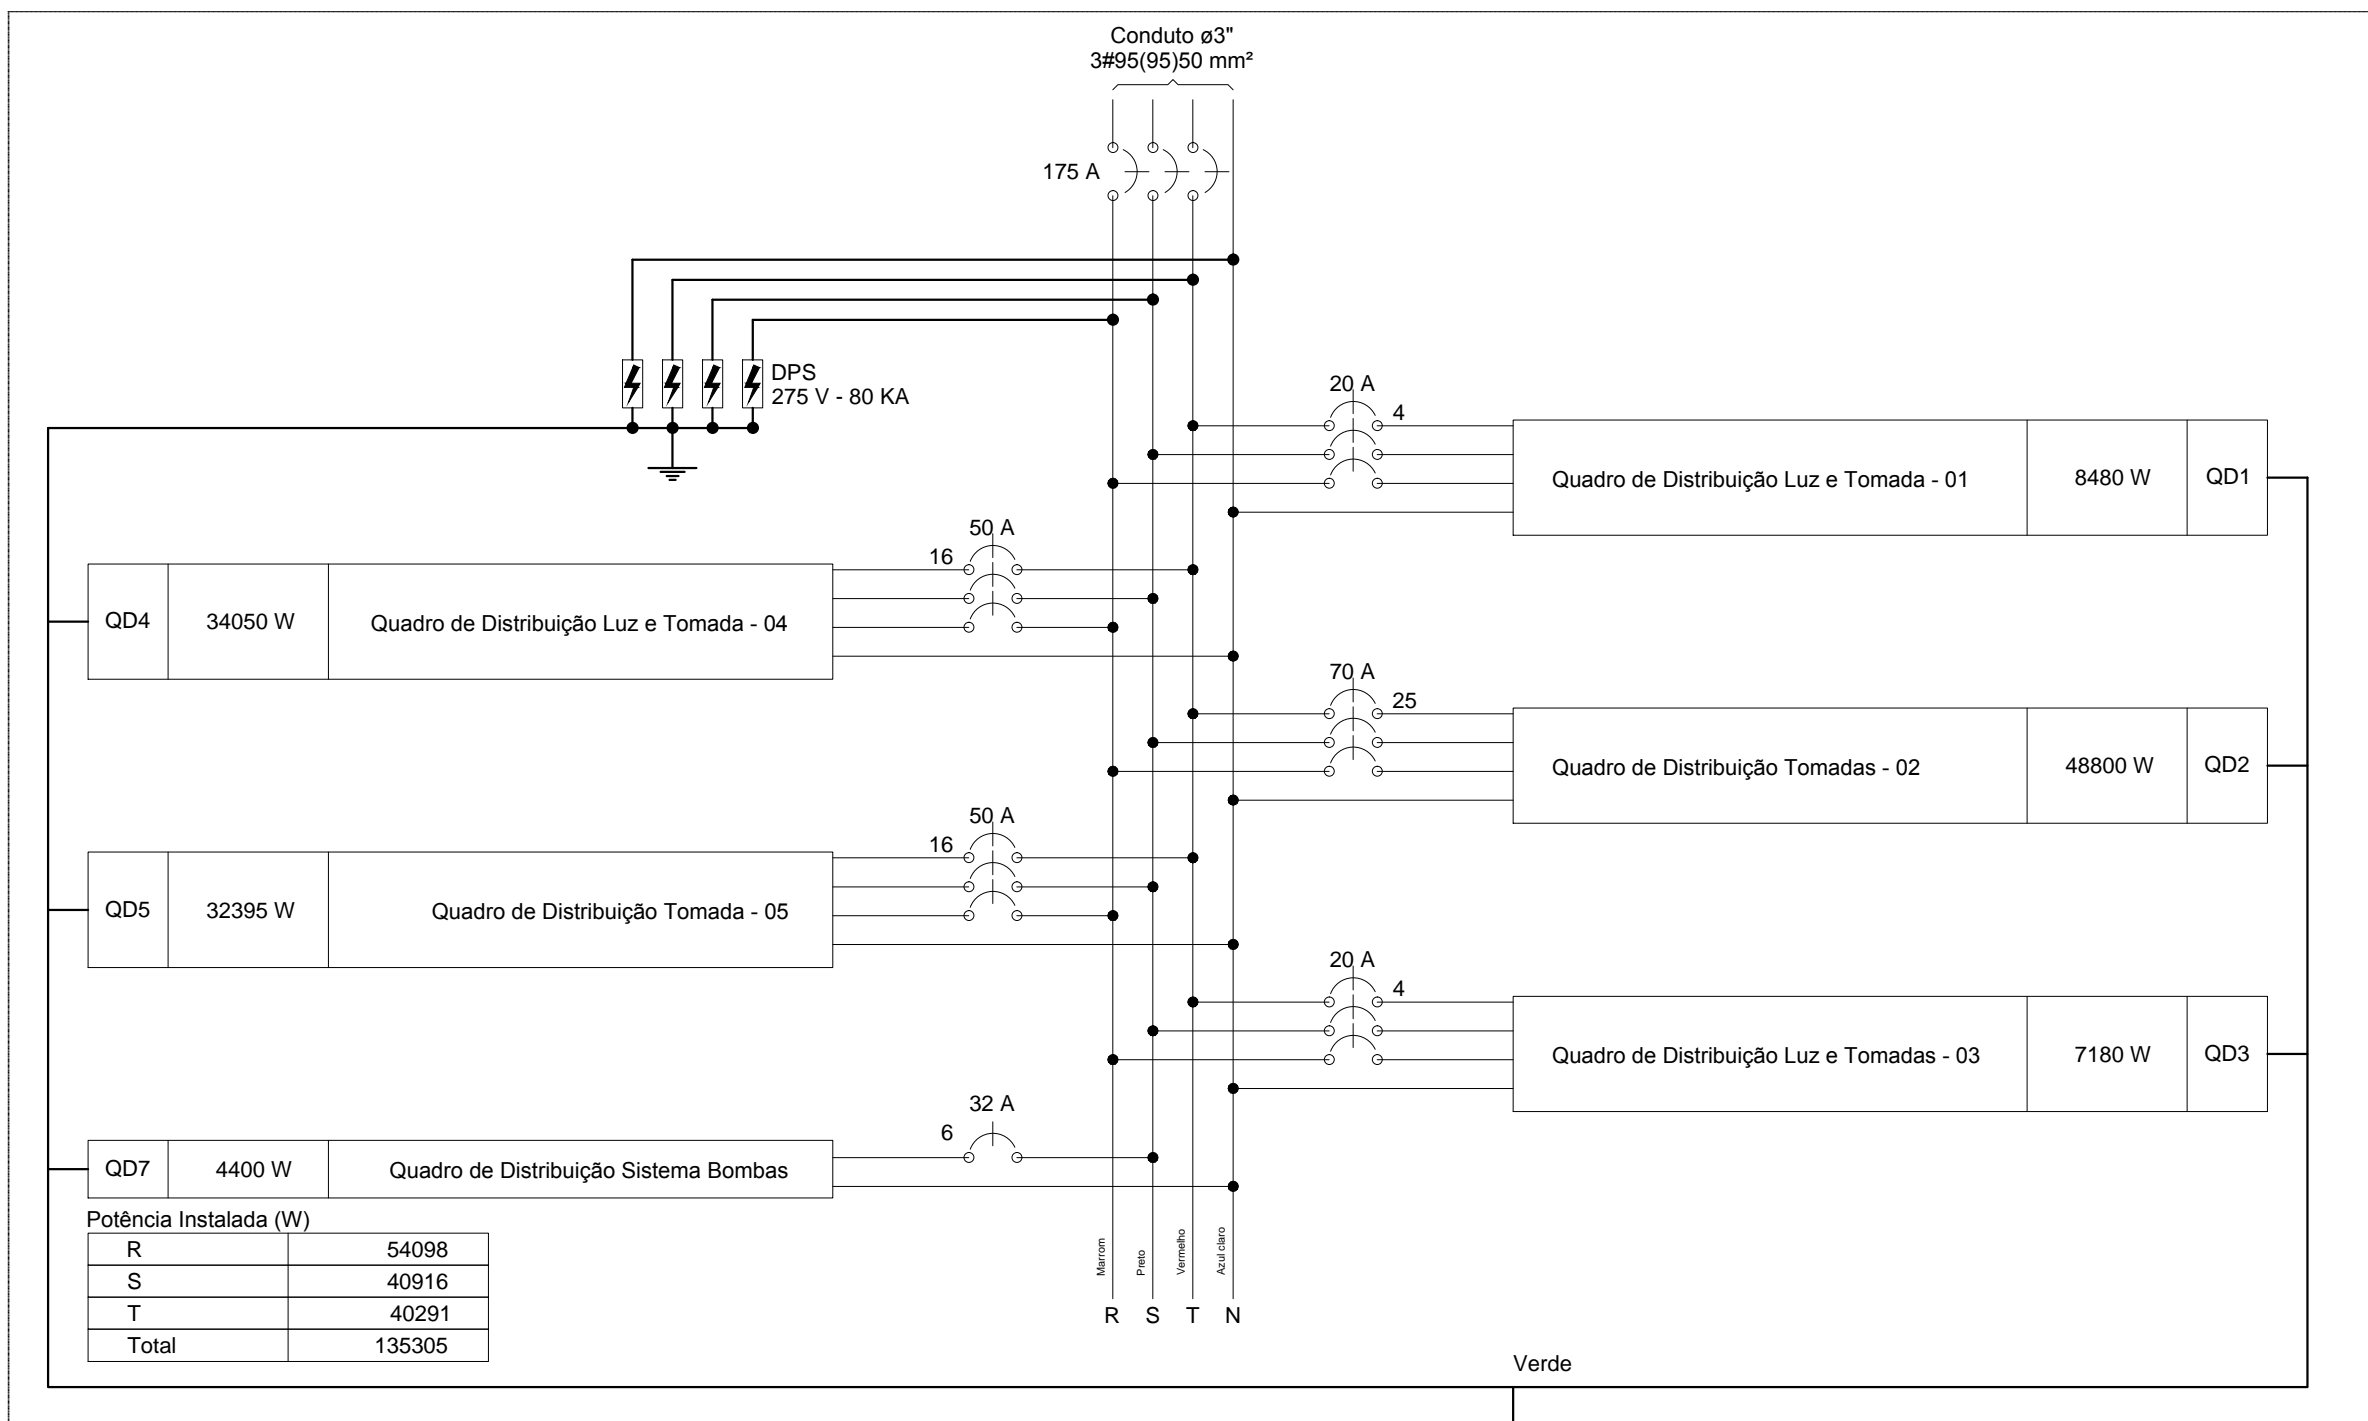 Conduto ø3"
3#95(95)50 mm²
175 A
DPS
275 V - 80 KA
20 A
4
Quadro de Distribuição Luz e Tomada - 01
8480 W
QD1
50 A
16
QD4
34050 W
Quadro de Distribuição Luz e Tomada - 04
70 A
25
Quadro de Distribuição Tomadas - 02
48800 W
QD2
50 A
16
QD5
32395 W
Quadro de Distribuição Tomada - 05
20 A
4
Quadro de Distribuição Luz e Tomadas - 03
7180 W
QD3
32 A
6
QD7
4400 W
Quadro de Distribuição Sistema Bombas
Potência Instalada (W)
R 54098
S 40916
T 40291
Total 135305
Marrom
Preto
Vermelho
Azul claro
R S T N
Verde